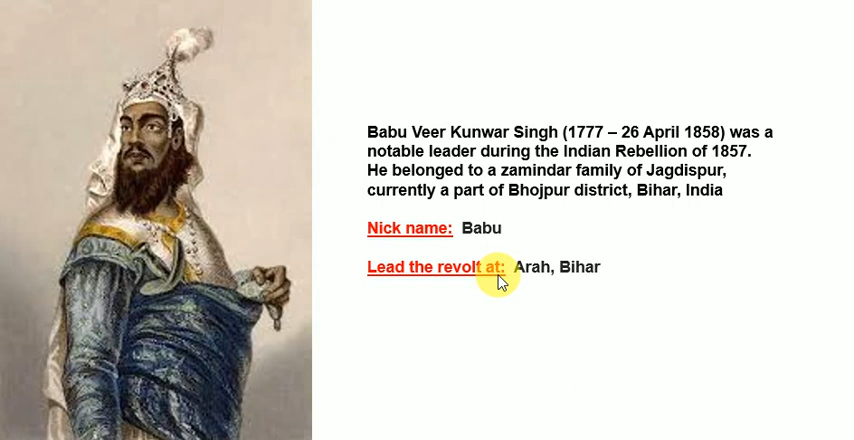 Babu Veer Kunwar Singh (1777 – 26 April 1858) was a
notable leader during the Indian Rebellion of 1857.
He belonged to a zamindar family of Jagdispur,
currently a part of Bhojpur district, Bihar, India
Nick name: Babu
Lead the revolt at: Arah, Bihar